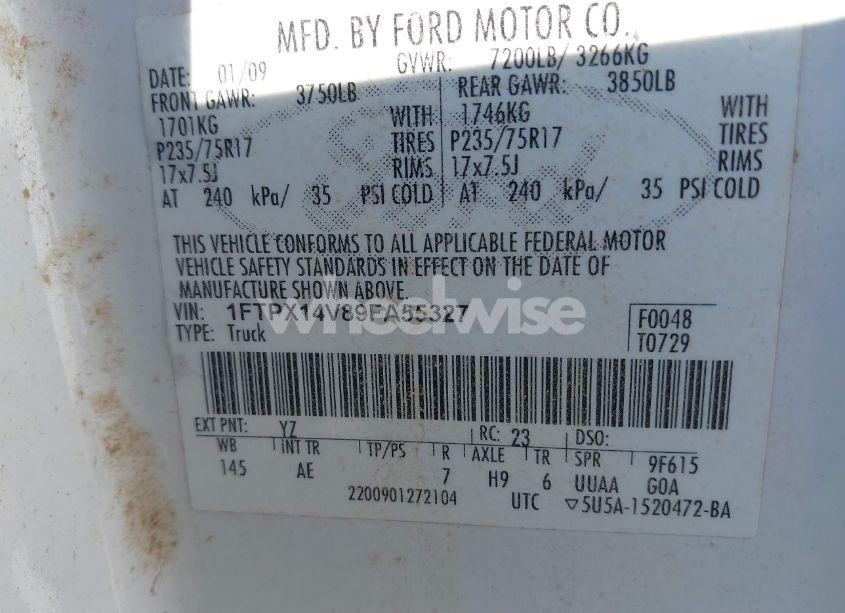 MFD. BY FORD MOTOR CO.
DATE: 01/09 GVWR: 7200LB/ 3266KG
FRONT GAWR: 3750LB REAR GAWR: 3850LB
1701KG WITH 1746KG WITH
P235/75R17 TIRES P235/75R17 TIRES
17x7.5J RIMS 17x7.5J RIMS
AT 240 kPa/ 35 PSI COLD AT 240 kPa/ 35 PSI COLD
THIS VEHICLE CONFORMS TO ALL APPLICABLE FEDERAL MOTOR
VEHICLE SAFETY STANDARDS IN EFFECT ON THE DATE OF
MANUFACTURE SHOWN ABOVE.
VIN: 1FTPX14V89FA55327 F0048
TYPE: Truck T0729
wheelwise
EXT PNT: YZ RC: 23 DSO:
WB INT TR TP/PS R AXLE TR SPR 9F615
145 AE 7 H9 6 UUAA GOA
2200901272104 UTC ▽5U5A-1520472-BA